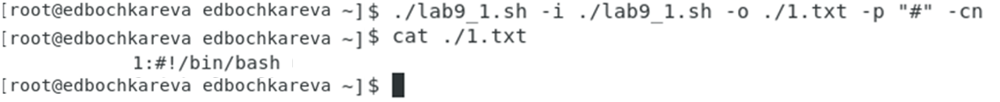 [root@edbochkareva edbochkareva ~]$ ./lab9_1.sh -i ./lab9_1.sh -o ./1.txt -p "#" -cn
[root@edbochkareva edbochkareva ~]$ cat ./1.txt
1:#!/bin/bash
[root@edbochkareva edbochkareva ~]$